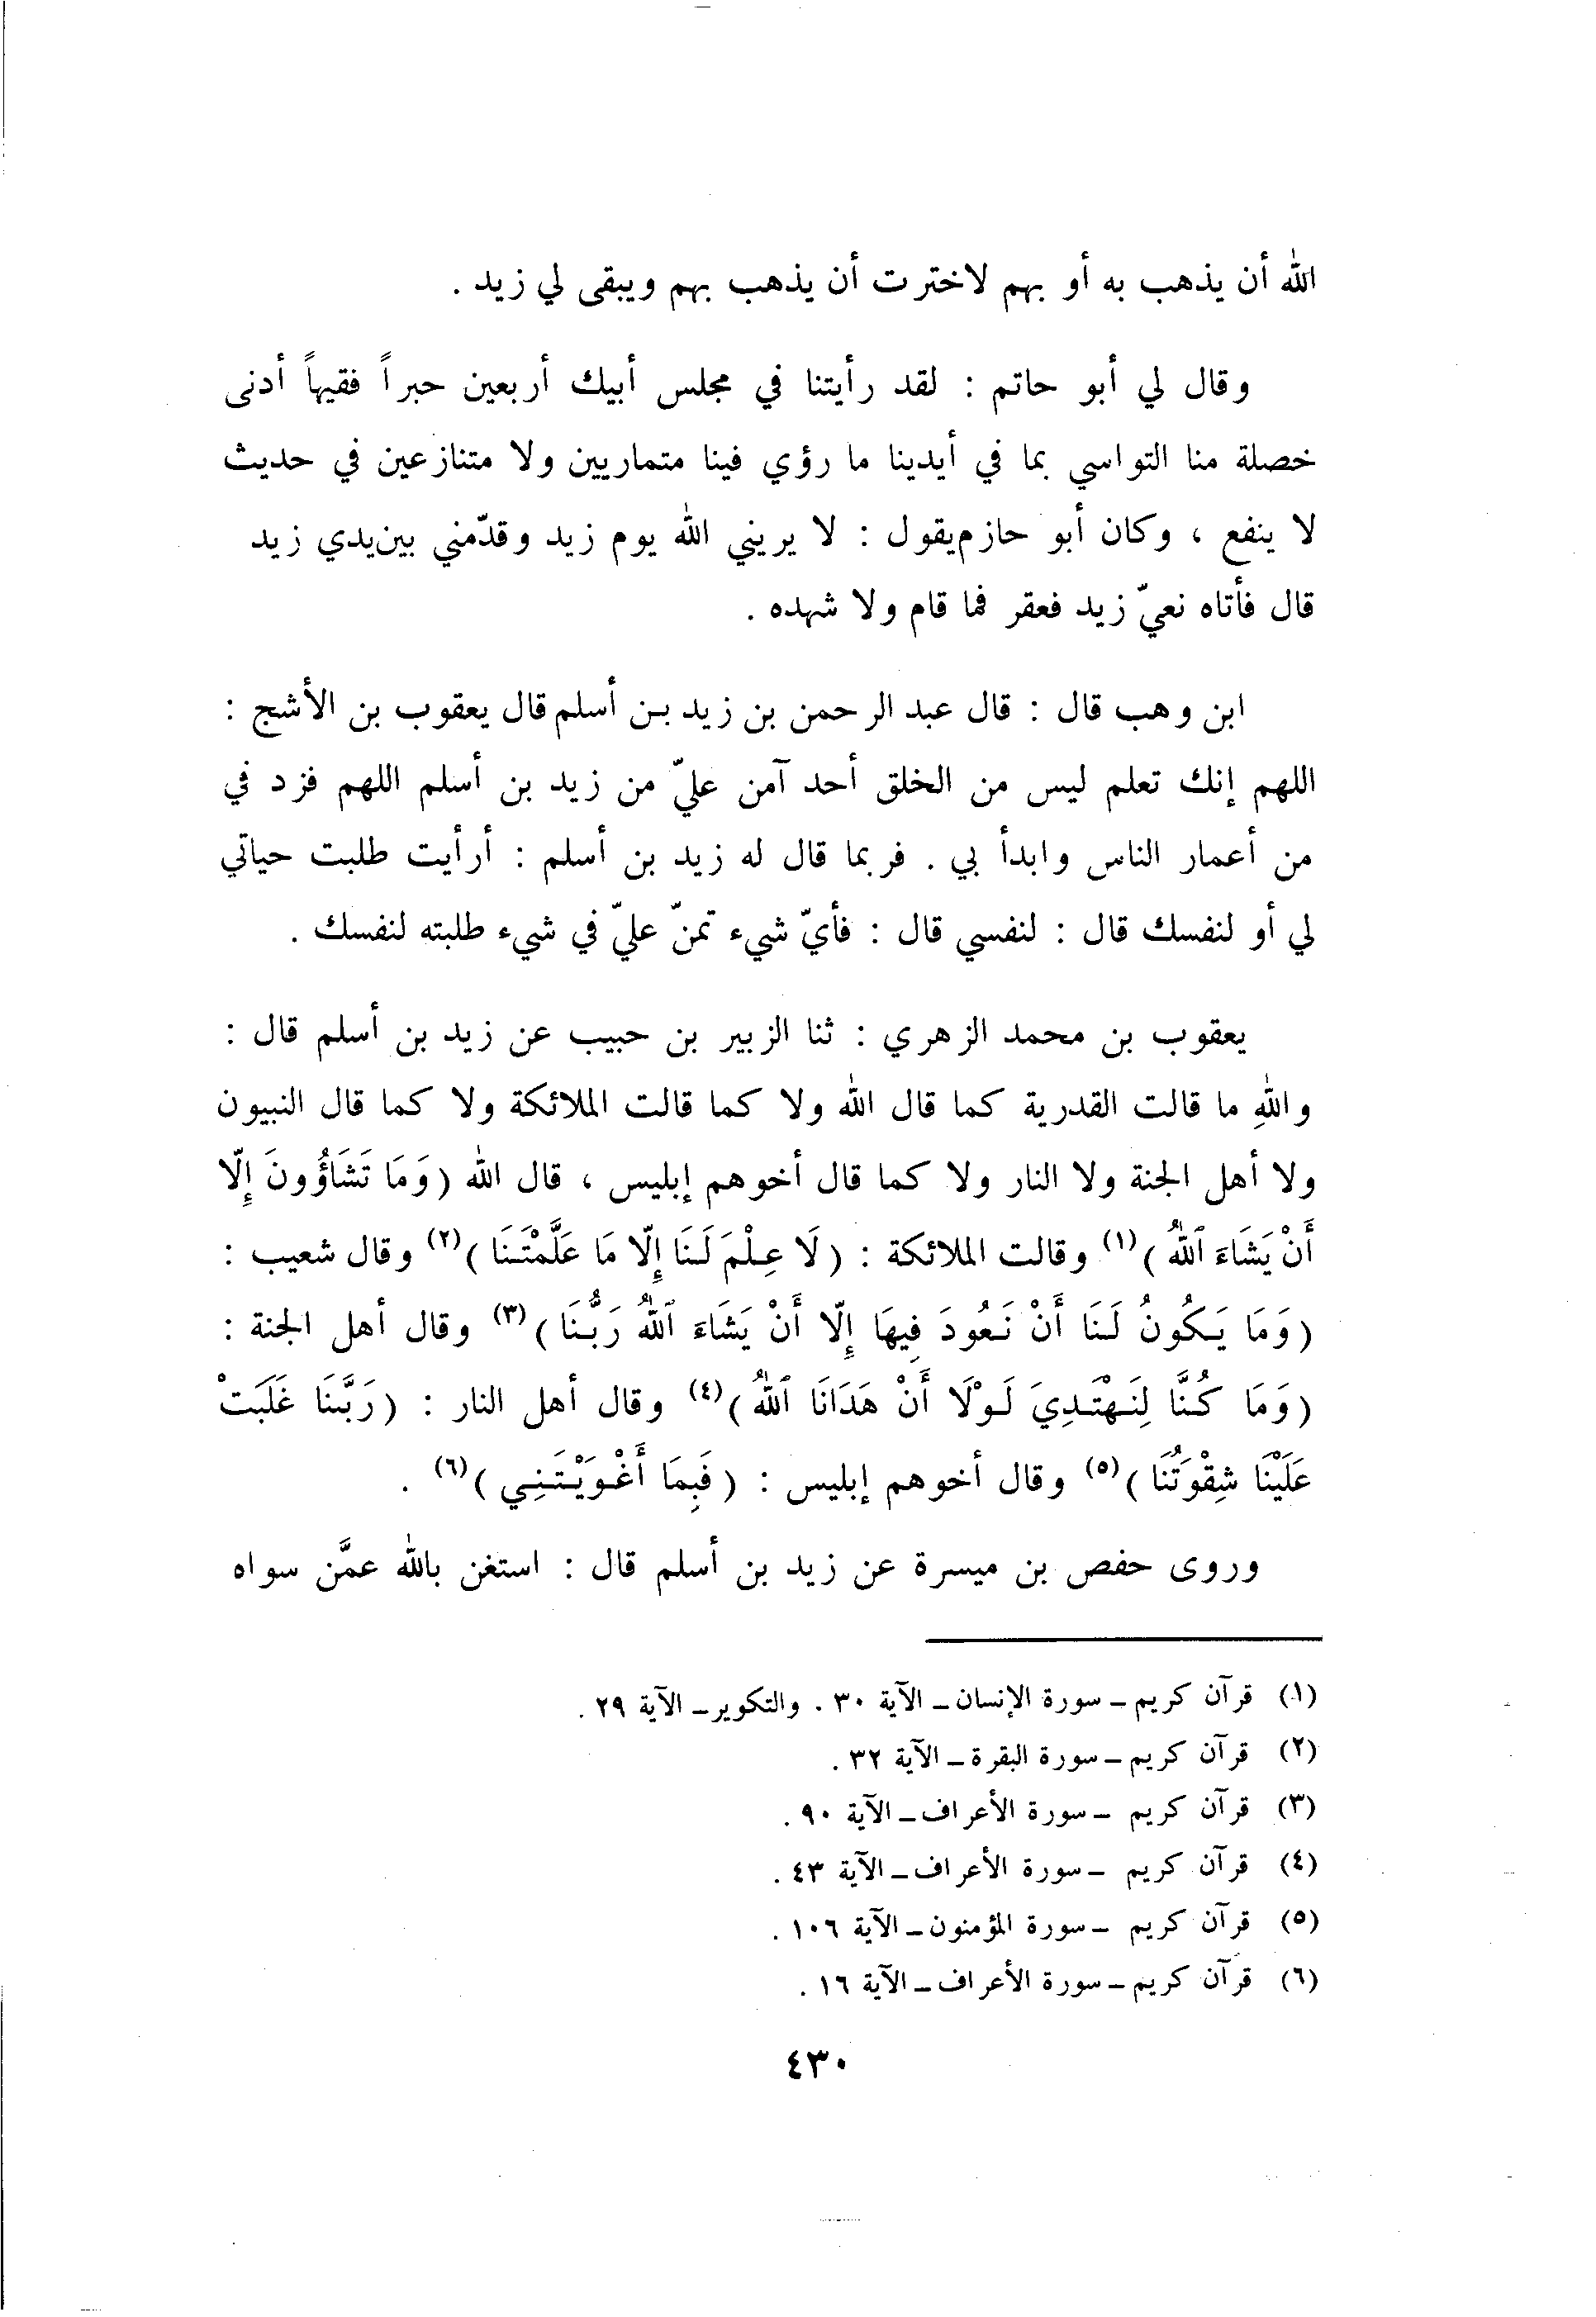 الله أن يذهب به أو بهم لاخترت أن يذهب بهم ويبقى لي زيد .
وقال لي أبو حاتم : لقد رأيتنا في مجلس أبيك أربعين حبراً فقيهاً أدنى
خصلة منا التواسي بما في أيدينا ما رؤي فينا متماريين ولا متنازعين في حديث
لا ينفع ، وكان أبو حازم يقول : لا يريني الله يوم زيد وقدّمني بين يدي زيد
قال فأتاه نعيّ زيد فعقر فما قام ولا شهده .
ابن وهب قال : قال عبد الرحمن بن زيد بن أسلم قال يعقوب بن الأشج :
اللهم إنك تعلم ليس من الخلق أحد آمن عليّ من زيد بن أسلم اللهم فزد في
من أعمار الناس وابدأ بي . فربما قال له زيد بن أسلم : أرأيت طلبت حياتي
لي أو لنفسك قال : لنفسي قال : فأيّ شيء تمنّ عليّ في شيء طلبته لنفسك .
يعقوب بن محمد الزهري : ثنا الزبير بن حبيب عن زيد بن أسلم قال :
واللهِ ما قالت القدرية كما قال الله ولا كما قالت الملائكة ولا كما قال النبيون
ولا أهل الجنة ولا النار ولا كما قال أخوهم إبليس ، قال الله ( وَمَا تَشَاؤُونَ إِلّا
أَنْ يَشَاءَ ٱللهُ ) (١) وقالت الملائكة : ( لَا عِلْمَ لَنَا إِلّا مَا عَلَّمْتَنَا ) (٢) وقال شعيب :
( وَمَا يَكُونُ لَنَا أَنْ نَعُودَ فِيهَا إِلّا أَنْ يَشَاءَ ٱللهُ رَبُّنَا ) (٣) وقال أهل الجنة :
( وَمَا كُنَّا لِنَهْتَدِيَ لَوْلَا أَنْ هَدَانَا ٱللهُ ) (٤) وقال أهل النار : ( رَبَّنَا غَلَبَتْ
عَلَيْنَا شِقْوَتُنَا ) (٥) وقال أخوهم إبليس : ( فَبِمَا أَغْوَيْتَنِي ) (٦) .
وروى حفص بن ميسرة عن زيد بن أسلم قال : استغن بالله عمَّن سواه
(١) قرآن كريم – سورة الإنسان – الآية ٣٠ . والتكوير – الآية ٢٩ .
(٢) قرآن كريم – سورة البقرة – الآية ٣٢ .
(٣) قرآن كريم – سورة الأعراف – الآية ٩٠ .
(٤) قرآن كريم – سورة الأعراف – الآية ٤٣ .
(٥) قرآن كريم – سورة المؤمنون – الآية ١٠٦ .
(٦) قرآن كريم – سورة الأعراف – الآية ١٦ .
٤٣٠